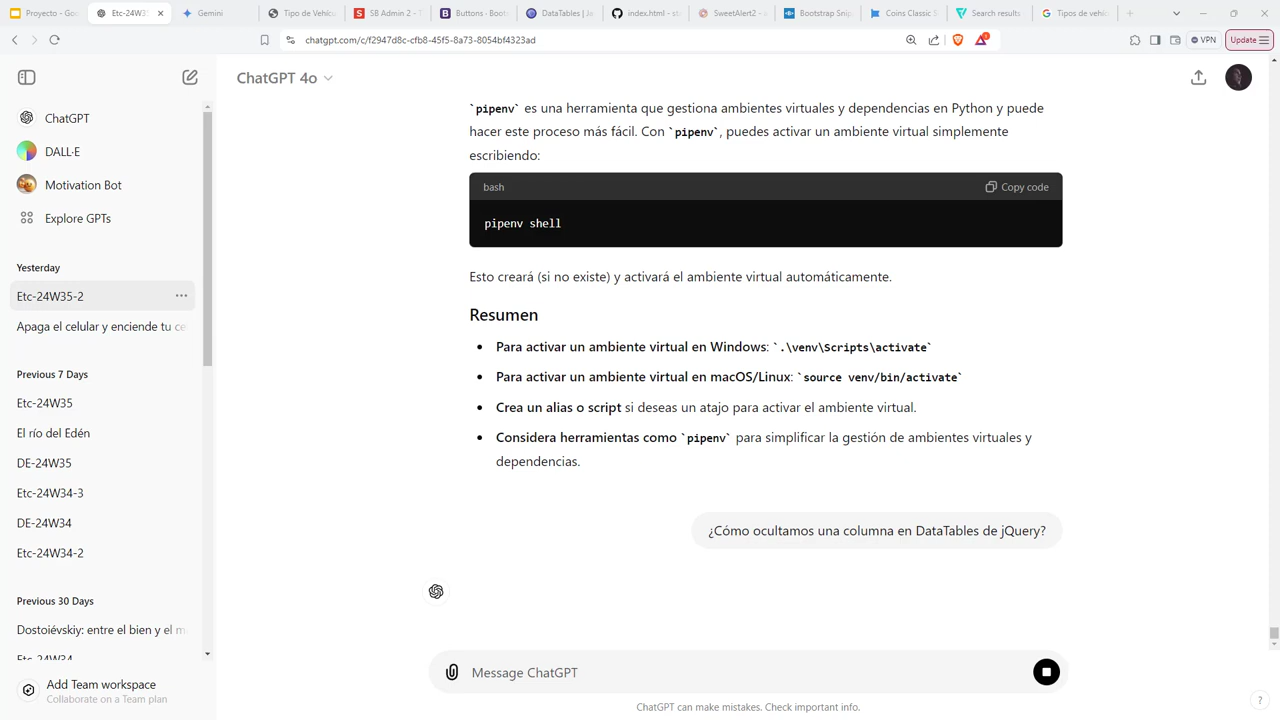 Proyecto - Goo
Etc-24W35
Gemini
Tipo de Vehícu
SB Admin 2 - T
Buttons · Boots
DataTables | Ja
index.html - sta
SweetAlert2 - a
Bootstrap Snip
Coins Classic S
Search results
Tipos de vehíc
chatgpt.com/c/f2947d8c-cfb8-45f5-8a73-8054bf4323ad
1
VPN
Update
ChatGPT 4o
ChatGPT
DALL·E
Motivation Bot
Explore GPTs
Yesterday
Etc-24W35-2
Apaga el celular y enciende tu ce
Previous 7 Days
Etc-24W35
El río del Edén
DE-24W35
Etc-24W34-3
DE-24W34
Etc-24W34-2
Previous 30 Days
Dostoiévskiy: entre el bien y el m
Etc-24W34
Add Team workspace
Collaborate on a Team plan
`pipenv` es una herramienta que gestiona ambientes virtuales y dependencias en Python y puede
hacer este proceso más fácil. Con `pipenv`, puedes activar un ambiente virtual simplemente
escribiendo:
bash
Copy code
pipenv shell
Esto creará (si no existe) y activará el ambiente virtual automáticamente.
Resumen
• Para activar un ambiente virtual en Windows: `.\venv\Scripts\activate`
• Para activar un ambiente virtual en macOS/Linux: `source venv/bin/activate`
• Crea un alias o script si deseas un atajo para activar el ambiente virtual.
• Considera herramientas como `pipenv` para simplificar la gestión de ambientes virtuales y
dependencias.
¿Cómo ocultamos una columna en DataTables de jQuery?
Message ChatGPT
ChatGPT can make mistakes. Check important info.
?